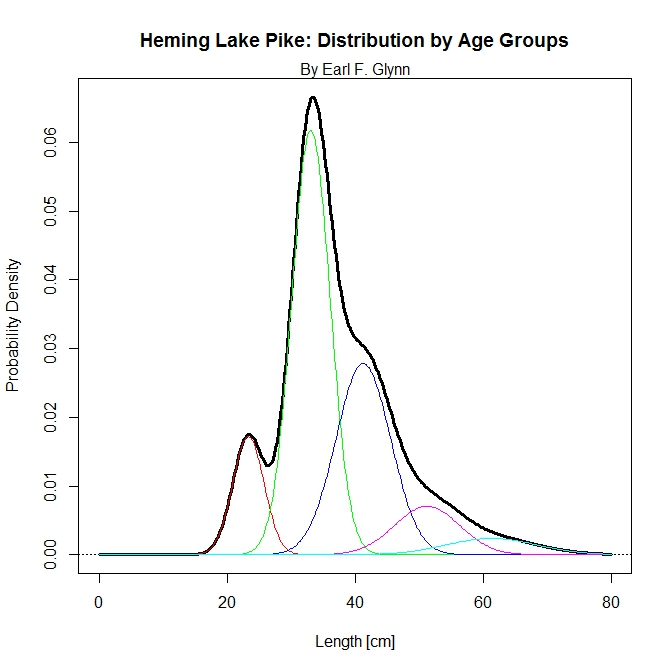 Heming Lake Pike: Distribution by Age Groups
By Earl F. Glynn
Probability Density
0.06
0.05
0.04
0.03
0.02
0.01
0.00
0 20 40 60 80
Length [cm]